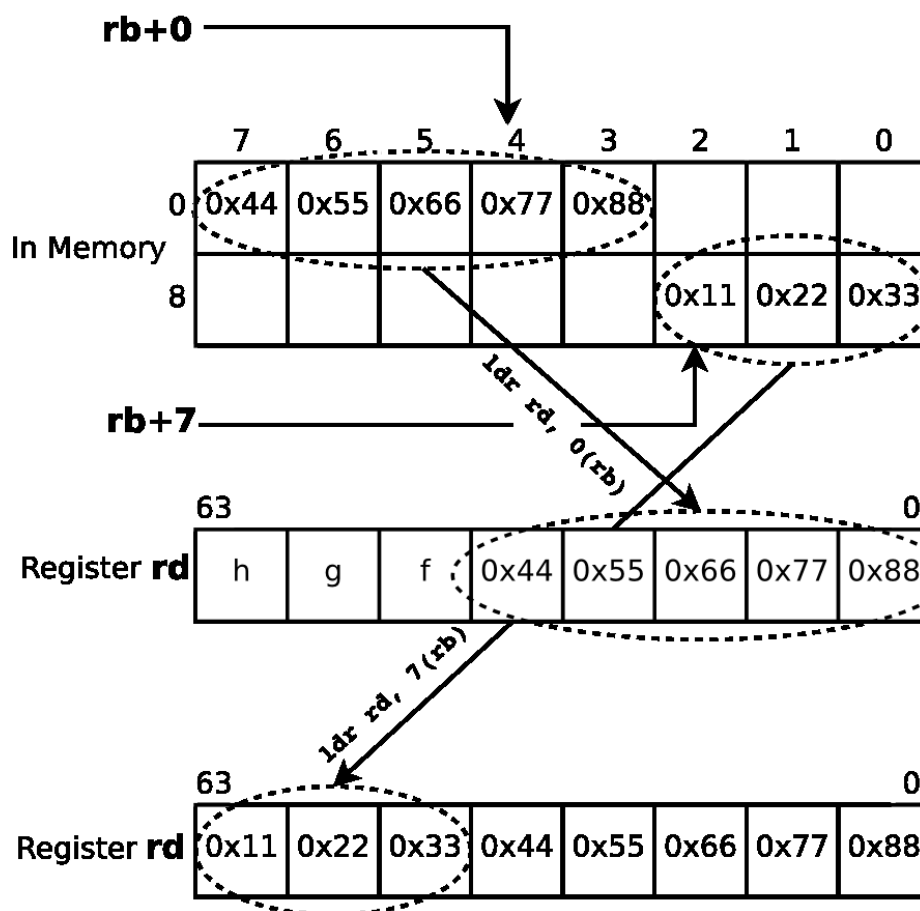 rb+0
7 6 5 4 3 2 1 0
0 0x44 0x55 0x66 0x77 0x88
In Memory
8 0x11 0x22 0x33
ldr rd, 0(rb)
rb+7
63 0
Register rd h g f 0x44 0x55 0x66 0x77 0x88
ldr rd, 7(rb)
63 0
Register rd 0x11 0x22 0x33 0x44 0x55 0x66 0x77 0x88